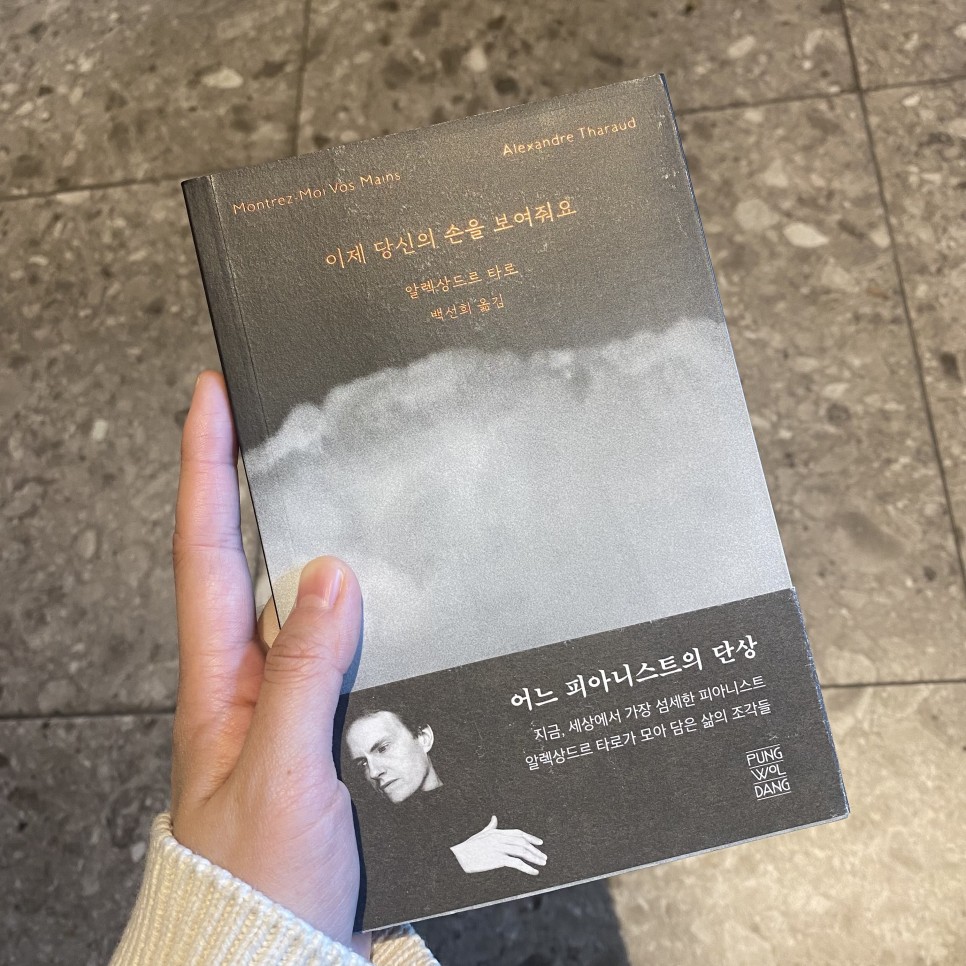 Montrez-Moi Vos Mains
Alexandre Tharaud
이제 당신의 손을 보여줘요
알렉상드르 타로
백선희 옮김
어느 피아니스트의 단상
지금, 세상에서 가장 섬세한 피아니스트
알렉상드르 타로가 모아 담은 삶의 조각들
PUNG
WOL
DANG